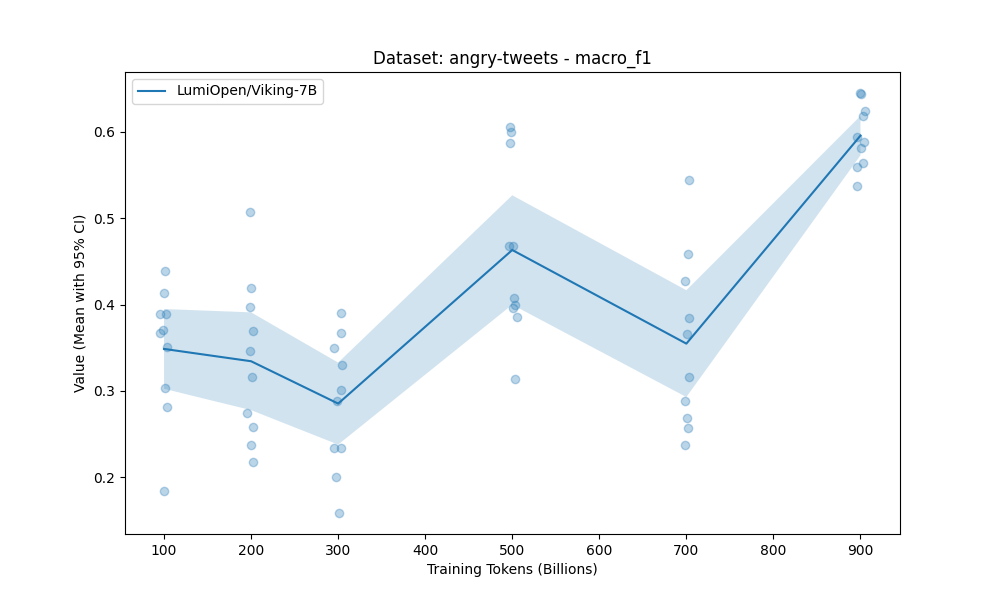 Dataset: angry-tweets - macro_f1
LumiOpen/Viking-7B
Value (Mean with 95% CI)
0.6
0.5
0.4
0.3
0.2
100 200 300 400 500 600 700 800 900
Training Tokens (Billions)